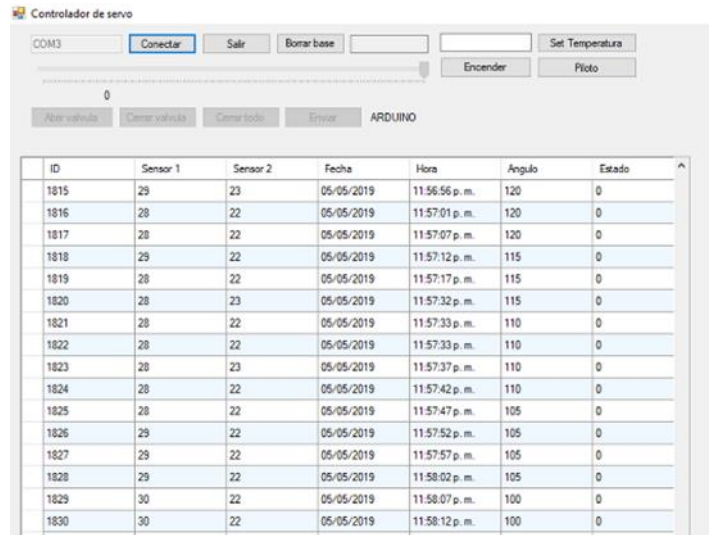 Controlador de servo
COM3 Conectar Salir Borrar base Set Temperatura
Encender Piloto
0
Abrir valvula Cerrar valvula Cerrar todo Enviar ARDUINO
ID Sensor 1 Sensor 2 Fecha Hora Angulo Estado
1815 29 23 05/05/2019 11:56:56 p. m. 120 0
1816 28 22 05/05/2019 11:57:01 p. m. 120 0
1817 28 22 05/05/2019 11:57:07 p. m. 120 0
1818 29 22 05/05/2019 11:57:12 p. m. 115 0
1819 28 22 05/05/2019 11:57:17 p. m. 115 0
1820 28 23 05/05/2019 11:57:32 p. m. 115 0
1821 28 22 05/05/2019 11:57:33 p. m. 110 0
1822 28 22 05/05/2019 11:57:33 p. m. 110 0
1823 28 23 05/05/2019 11:57:37 p. m. 110 0
1824 28 22 05/05/2019 11:57:42 p. m. 110 0
1825 28 22 05/05/2019 11:57:47 p. m. 105 0
1826 29 22 05/05/2019 11:57:52 p. m. 105 0
1827 29 22 05/05/2019 11:57:57 p. m. 105 0
1828 29 22 05/05/2019 11:58:02 p. m. 105 0
1829 30 22 05/05/2019 11:58:07 p. m. 100 0
1830 30 22 05/05/2019 11:58:12 p. m. 100 0